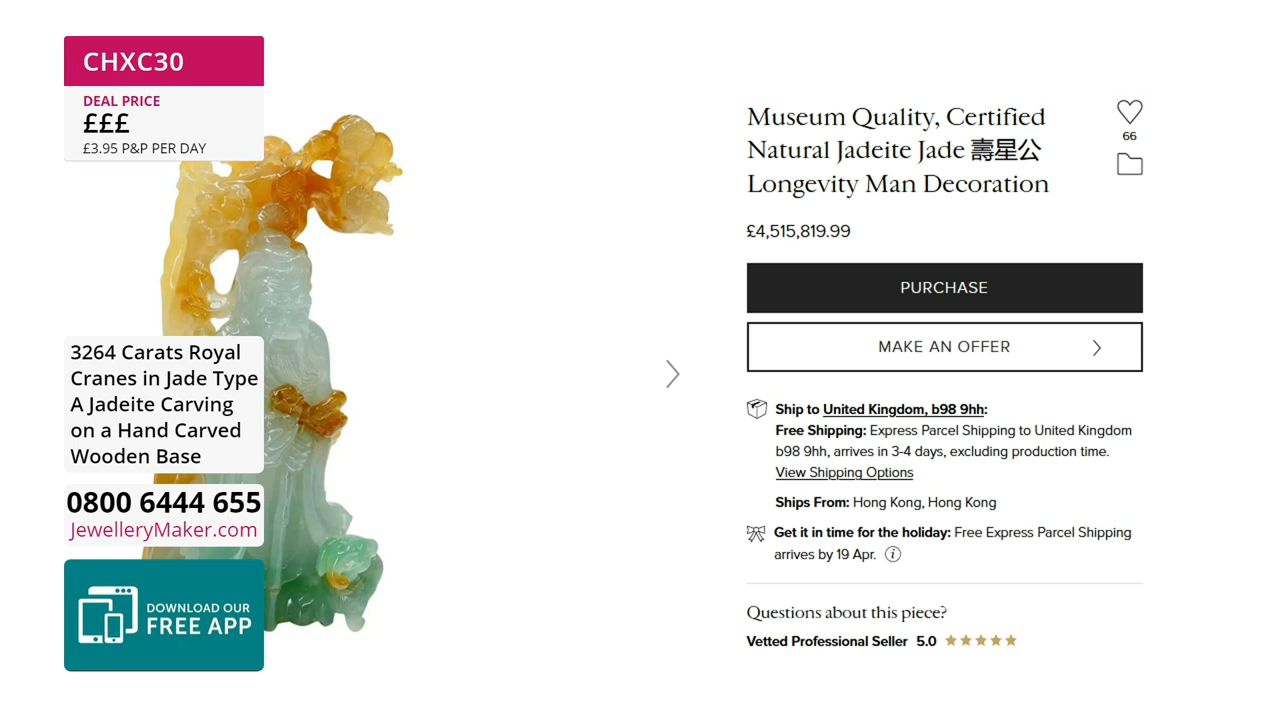 CHXC30
DEAL PRICE
£££
£3.95 P&P PER DAY
3264 Carats Royal
Cranes in Jade Type
A Jadeite Carving
on a Hand Carved
Wooden Base
0800 6444 655
JewelleryMaker.com
DOWNLOAD OUR
FREE APP
Museum Quality, Certified
Natural Jadeite Jade 壽星公
Longevity Man Decoration
66
£4,515,819.99
PURCHASE
MAKE AN OFFER
Ship to United Kingdom, b98 9hh:
Free Shipping: Express Parcel Shipping to United Kingdom
b98 9hh, arrives in 3-4 days, excluding production time.
View Shipping Options
Ships From: Hong Kong, Hong Kong
Get it in time for the holiday: Free Express Parcel Shipping
arrives by 19 Apr.
Questions about this piece?
Vetted Professional Seller 5.0